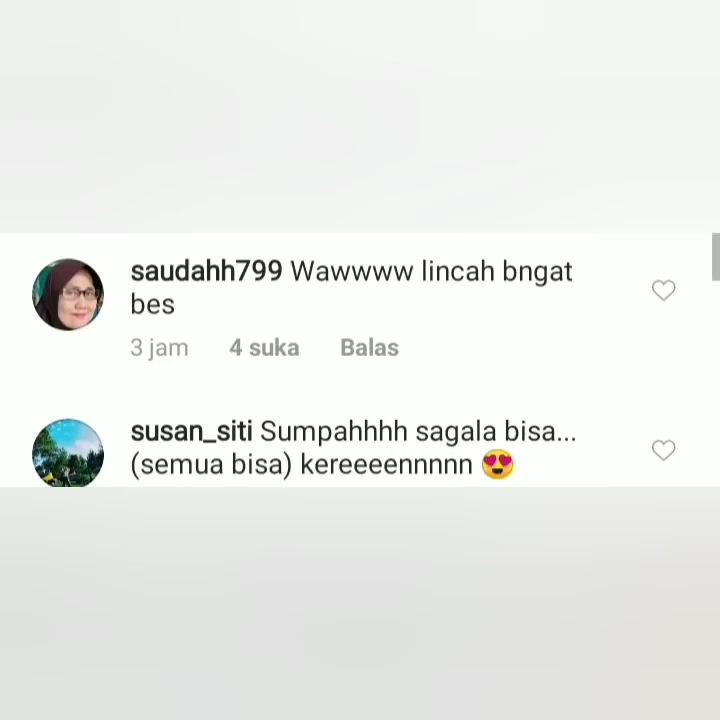 saudahh799 Wawwww lincah bngat
bes
3 jam 4 suka Balas
susan_siti Sumpahhhh sagala bisa...
(semua bisa) kereeeennnnn 😍